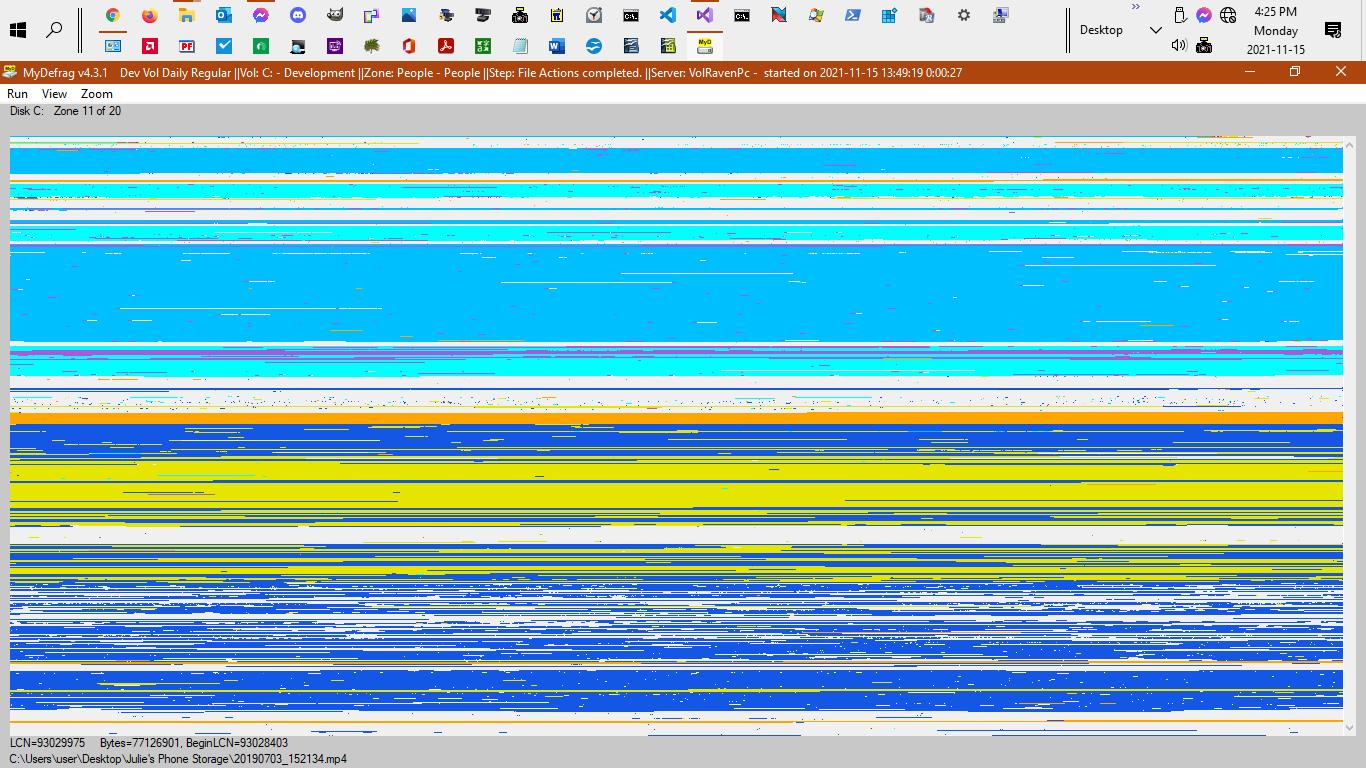 4:25 PM
Desktop
Monday
2021-11-15
MyDefrag v4.3.1    Dev Vol Daily Regular ||Vol: C: - Development ||Zone: People - People ||Step: File Actions completed. ||Server: VolRavenPc -  started on 2021-11-15 13:49:19 0:00:27
Run View Zoom
Disk C:   Zone 11 of 20
LCN=93029975    Bytes=77126901, BeginLCN=93028403
C:\Users\user\Desktop\Julie's Phone Storage\20190703_152134.mp4